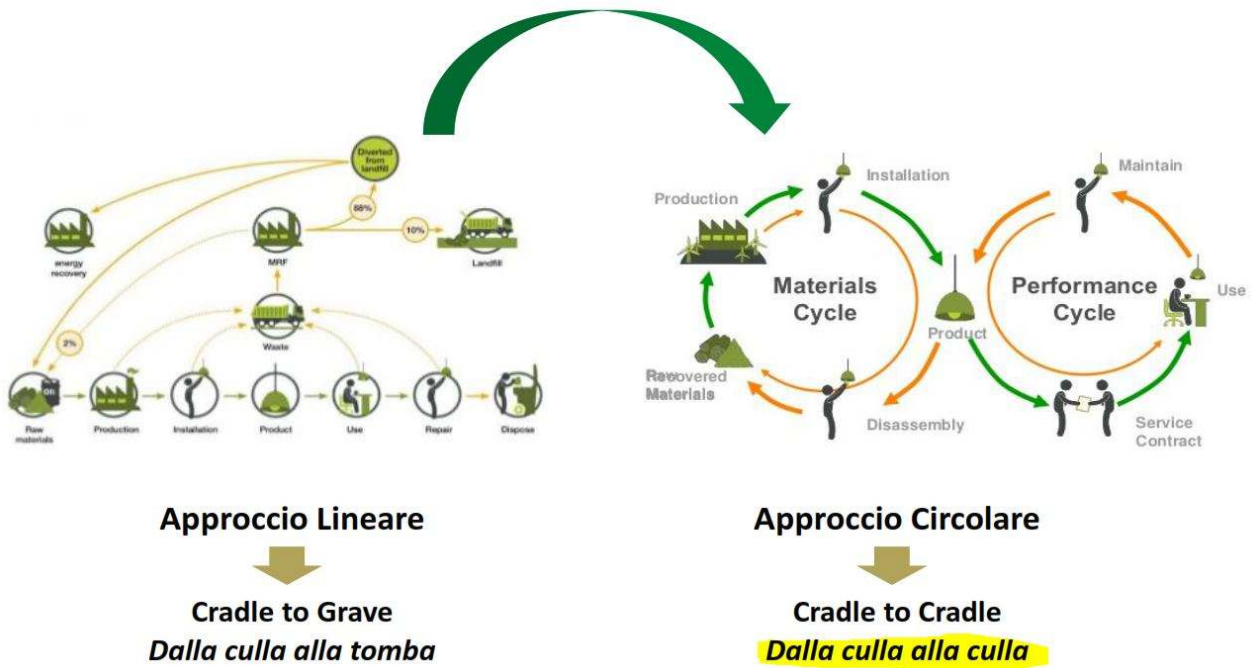 Diverted
from
landfill
88%
10%
energy
recovery
MRF
Landfill
Waste
2%
Raw
materials
Production
Installation
Product
Use
Repair
Dispose
Installation
Maintain
Production
Materials
Cycle
Performance
Cycle
Use
Product
Raw
Materials
Recovered
Materials
Disassembly
Service
Contract
Approccio Lineare
Approccio Circolare
Cradle to Grave
Dalla culla alla tomba
Cradle to Cradle
Dalla culla alla culla